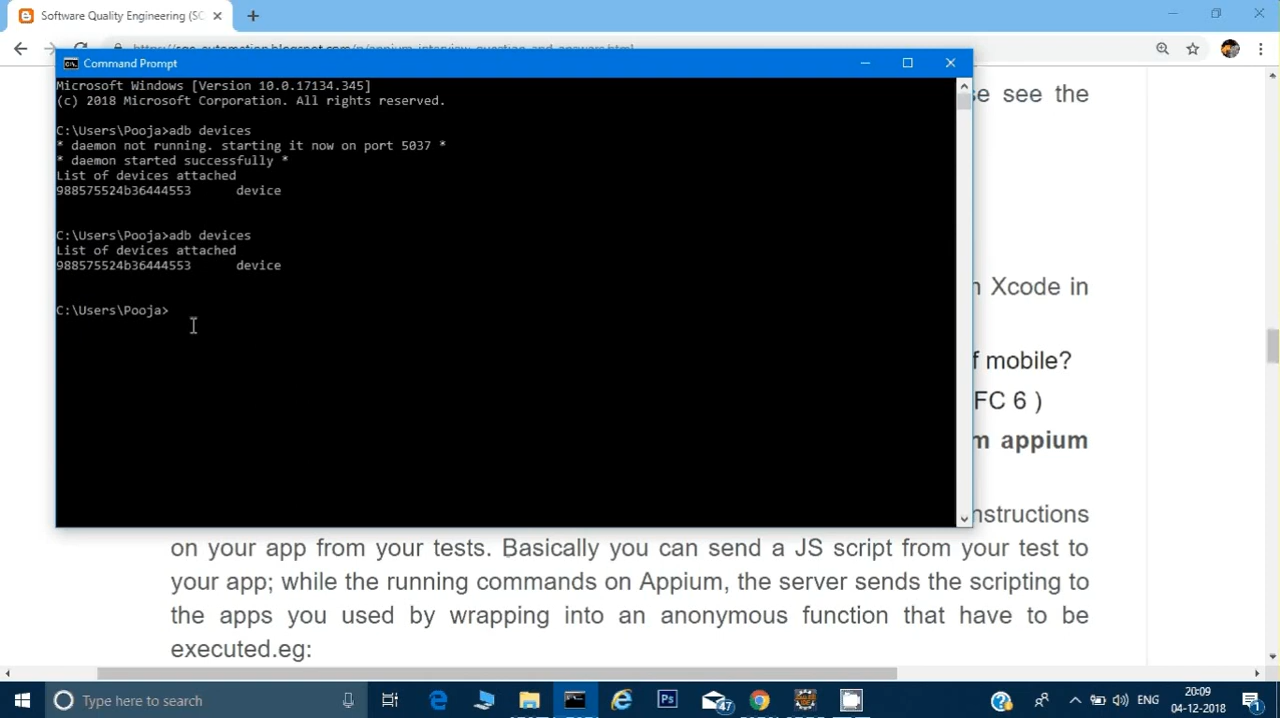 Software Quality Engineering (SC
Command Prompt
Microsoft Windows [Version 10.0.17134.345]
(c) 2018 Microsoft Corporation. All rights reserved.
se see the
C:\Users\Pooja>adb devices
* daemon not running. starting it now on port 5037 *
* daemon started successfully *
List of devices attached
988575524b36444553 device
C:\Users\Pooja>adb devices
List of devices attached
988575524b36444553 device
Xcode in
C:\Users\Pooja>
f mobile?
FC 6 )
m appium
nstructions
on your app from your tests. Basically you can send a JS script from your test to
your app; while the running commands on Appium, the server sends the scripting to
the apps you used by wrapping into an anonymous function that have to be
executed.eg:
Type here to search
47
ENG
20:09
04-12-2018
1